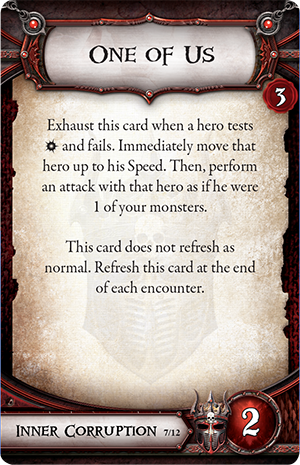 One of Us
3
Exhaust this card when a hero tests
and fails. Immediately move that
hero up to his Speed. Then, perform
an attack with that hero as if he were
1 of your monsters.
This card does not refresh as
normal. Refresh this card at the end
of each encounter.
Inner Corruption 7/12
2